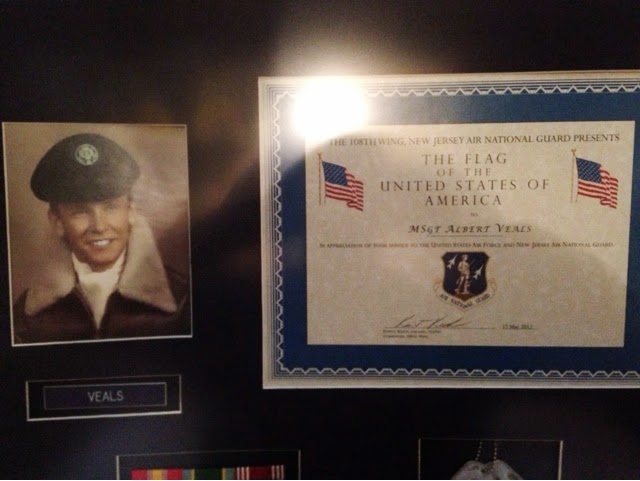 THE 108TH WING, NEW JERSEY AIR NATIONAL GUARD PRESENTS
THE FLAG
OF THE
UNITED STATES OF
AMERICA
TO
MSGT ALBERT VEALS
IN APPRECIATION OF YOUR SERVICE TO THE UNITED STATES AIR FORCE AND NEW JERSEY AIR NATIONAL GUARD.
AIR NATIONAL GUARD
VEALS